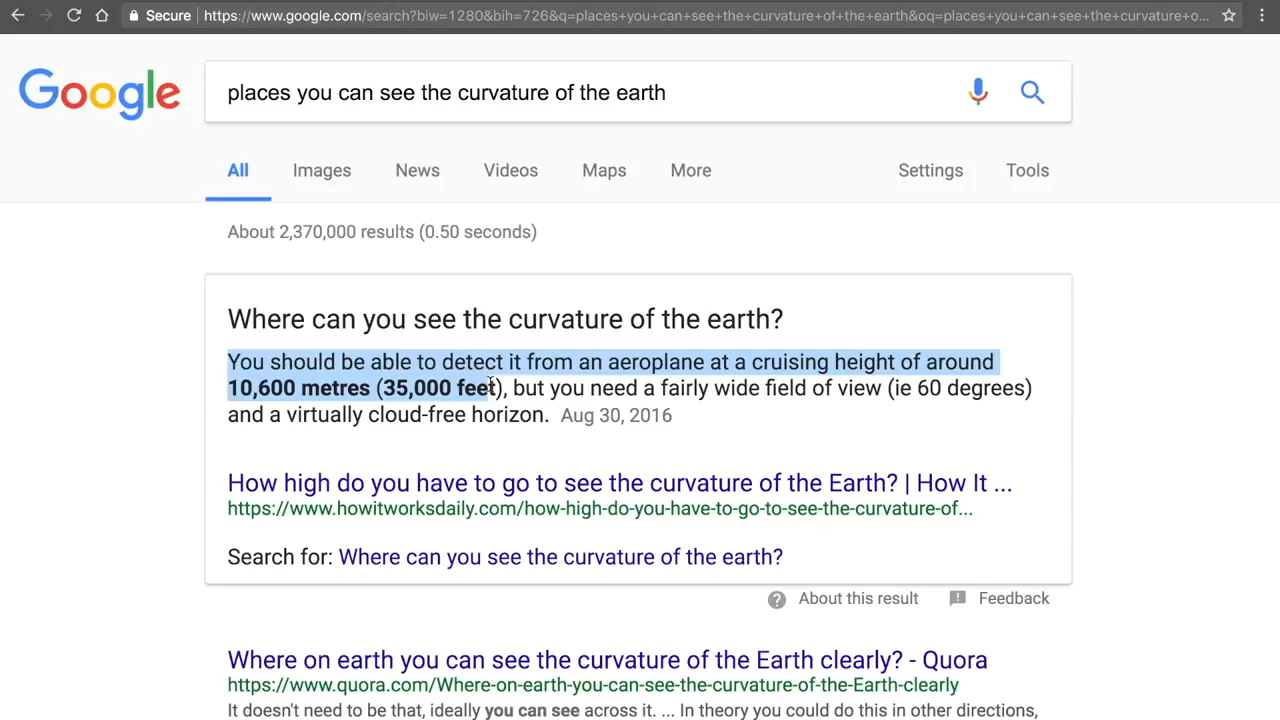 Secure https://www.google.com/search?biw=1280&bih=726&q=places+you+can+see+the+curvature+of+the+earth&oq=places+you+can+see+the+curvature+o...
Google places you can see the curvature of the earth
All Images News Videos Maps More Settings Tools
About 2,370,000 results (0.50 seconds)
Where can you see the curvature of the earth?
You should be able to detect it from an aeroplane at a cruising height of around
10,600 metres (35,000 feet), but you need a fairly wide field of view (ie 60 degrees)
and a virtually cloud-free horizon. Aug 30, 2016
How high do you have to go to see the curvature of the Earth? | How It ...
https://www.howitworksdaily.com/how-high-do-you-have-to-go-to-see-the-curvature-of...
Search for: Where can you see the curvature of the earth?
About this result Feedback
Where on earth you can see the curvature of the Earth clearly? - Quora
https://www.quora.com/Where-on-earth-you-can-see-the-curvature-of-the-Earth-clearly
It doesn't need to be that, ideally you can see across it. ... In theory you could do this in other directions,